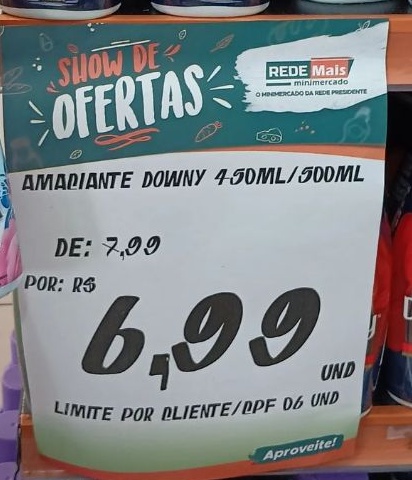 SHOW DE
OFERTAS
REDE Mais
minimercado
O MINIMERCADO DA REDE PRESIDENTE
AMACIANTE DOWNY 450ML/500ML
DE: 7,99
POR: R$
6,99
UND
LIMITE POR CLIENTE/CPF 06 UND
Aproveite!